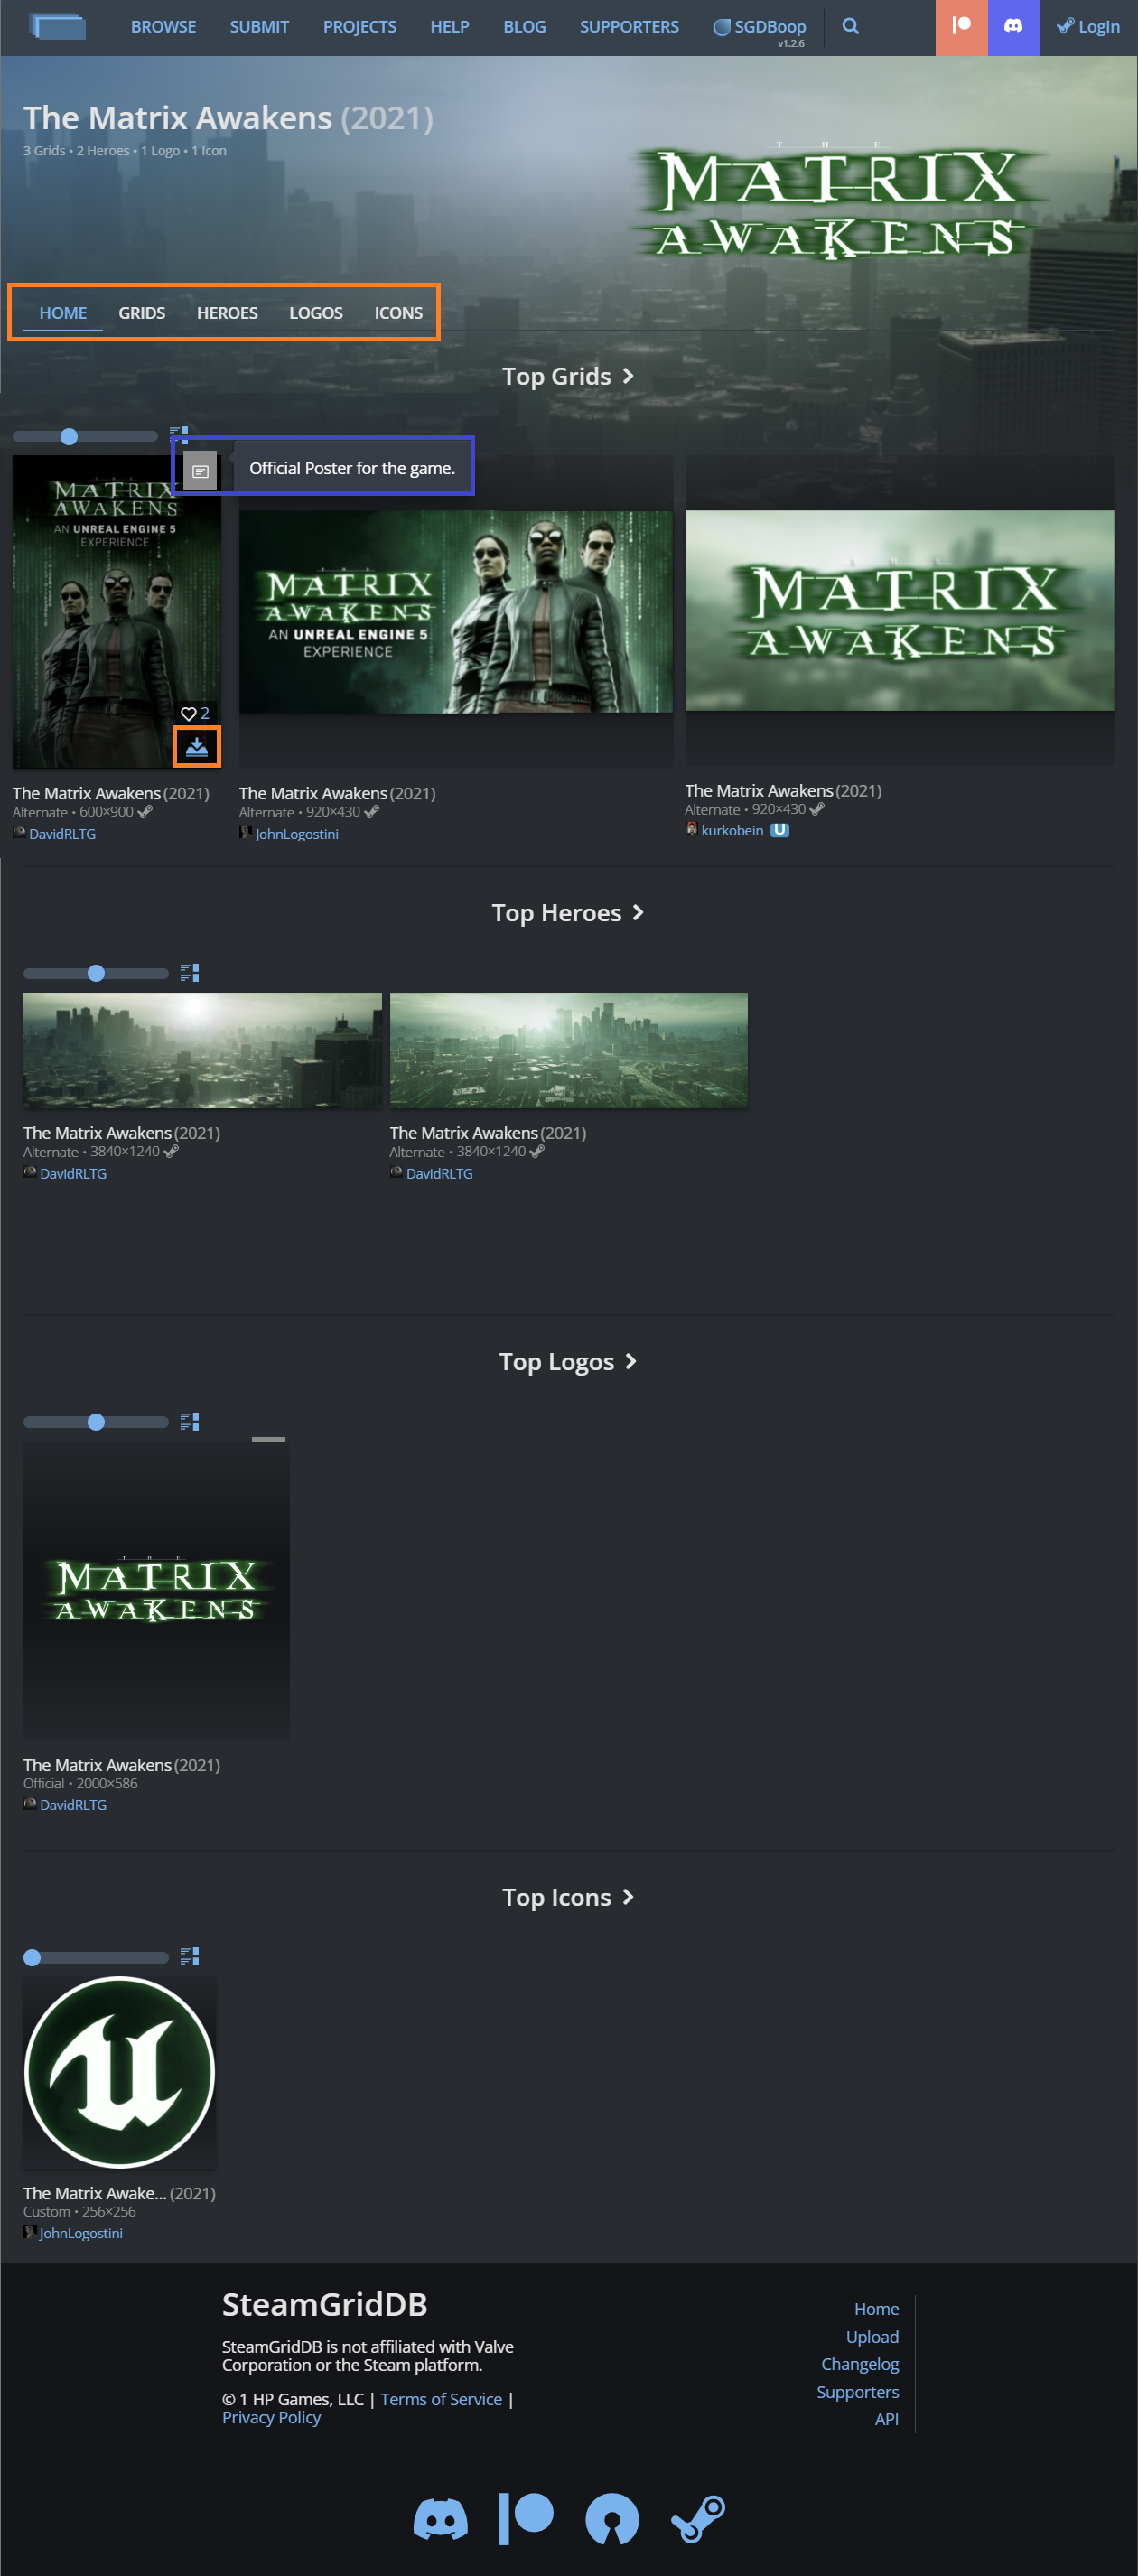 BROWSE SUBMIT PROJECTS HELP BLOG SUPPORTERS SGDBoop Login
v1.2.6
The Matrix Awakens (2021)
3 Grids • 2 Heroes • 1 Logo • 1 Icon
THE
MATRIX
AWAKENS
HOME GRIDS HEROES LOGOS ICONS
Top Grids
Official Poster for the game.
MATRIX
AWAKENS
AN UNREAL ENGINE 5
EXPERIENCE
2
The Matrix Awakens (2021)
Alternate • 600×900
DavidRLTG
MATRIX
AWAKENS
AN UNREAL ENGINE 5
EXPERIENCE
The Matrix Awakens (2021)
Alternate • 920×430
JohnLogostini
THE
MATRIX
AWAKENS
The Matrix Awakens (2021)
Alternate • 920×430
kurkobein U
Top Heroes
The Matrix Awakens (2021)
Alternate • 3840×1240
DavidRLTG
The Matrix Awakens (2021)
Alternate • 3840×1240
DavidRLTG
Top Logos
THE
MATRIX
AWAKENS
The Matrix Awakens (2021)
Official • 2000×586
DavidRLTG
Top Icons
The Matrix Awake... (2021)
Custom • 256×256
JohnLogostini
SteamGridDB
SteamGridDB is not affiliated with Valve
Corporation or the Steam platform.
© 1 HP Games, LLC | Terms of Service |
Privacy Policy
Home
Upload
Changelog
Supporters
API